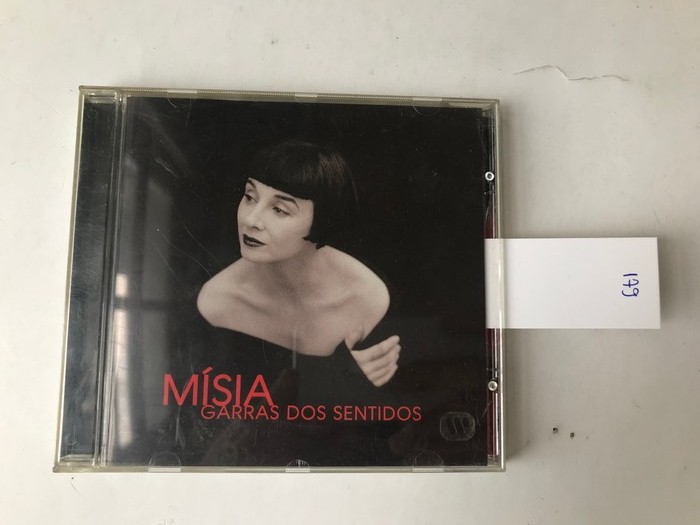 MÍSIA
GARRAS DOS SENTIDOS
179